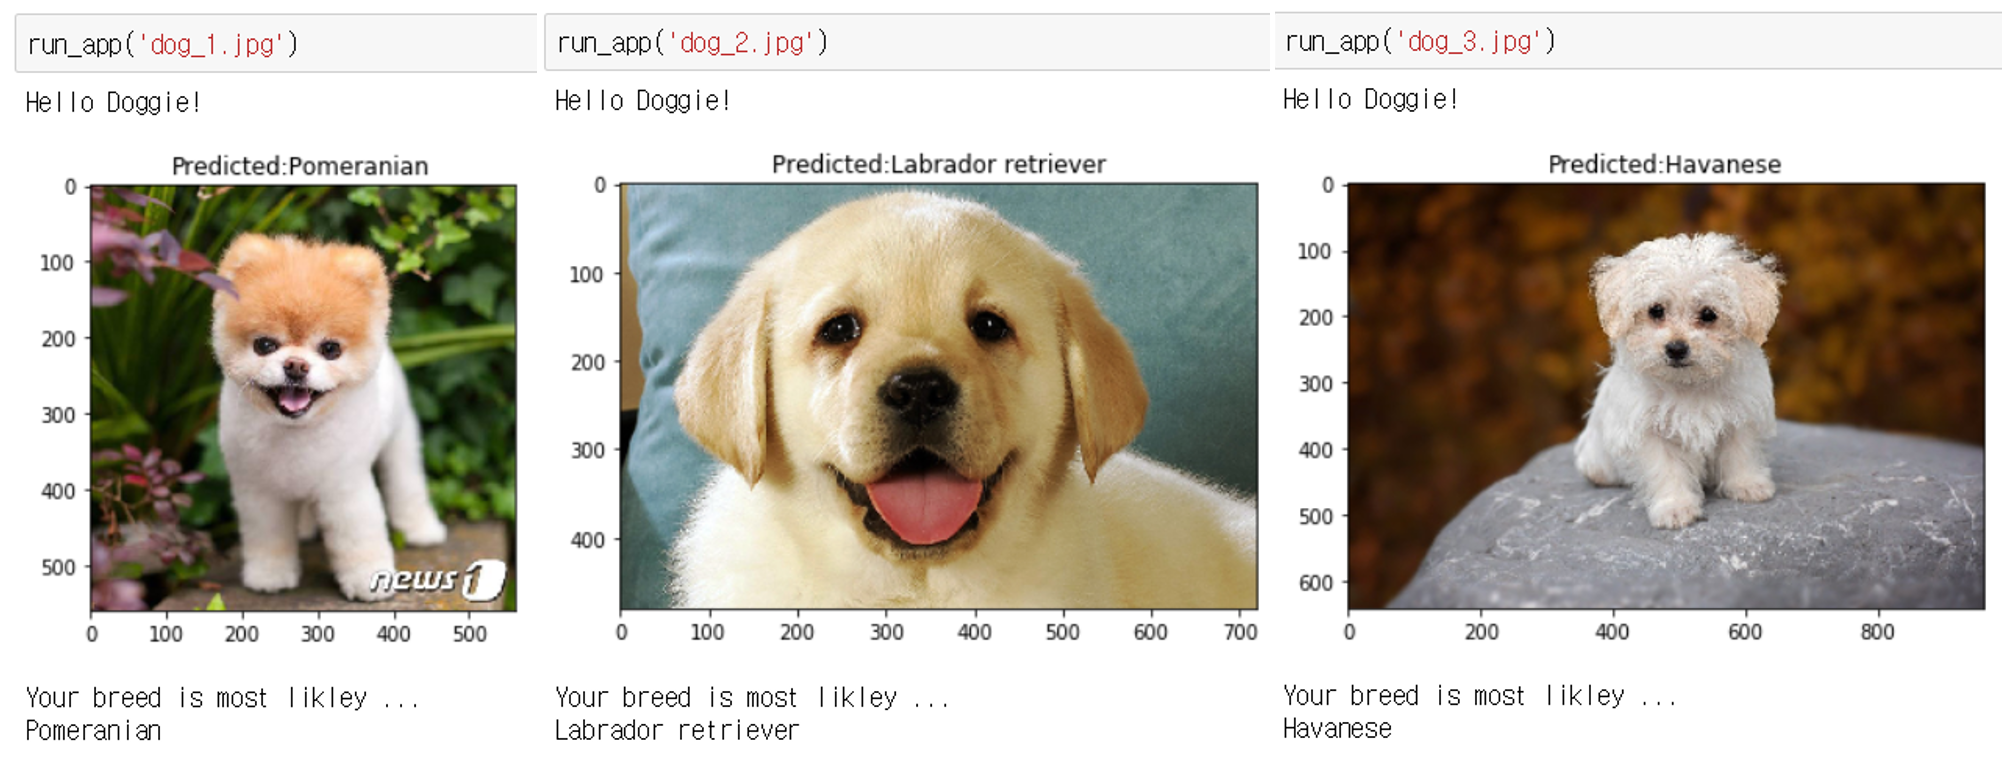 run_app('dog_1.jpg')
Hello Doggie!
Predicted:Pomeranian
0
100
200
300
400
500
0 100 200 300 400 500
news1
Your breed is most likley ...
Pomeranian
run_app('dog_2.jpg')
Hello Doggie!
Predicted:Labrador retriever
0
100
200
300
400
0 100 200 300 400 500 600 700
Your breed is most likley ...
Labrador retriever
run_app('dog_3.jpg')
Hello Doggie!
Predicted:Havanese
0
100
200
300
400
500
600
0 200 400 600 800
Your breed is most likley ...
Havanese